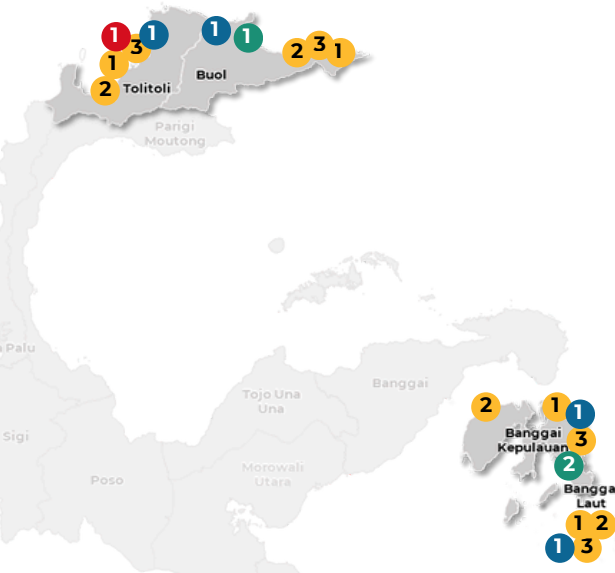 1
1
3
1
2
Tolitoli
1
1
Buol
2
3
1
Parigi
Moutong
Palu
Sigi
Poso
Tojo Una
Una
Morowali
Utara
Banggai
2
1
1
Banggai
Kepulauan
3
2
Bangga
Laut
1
2
1
3